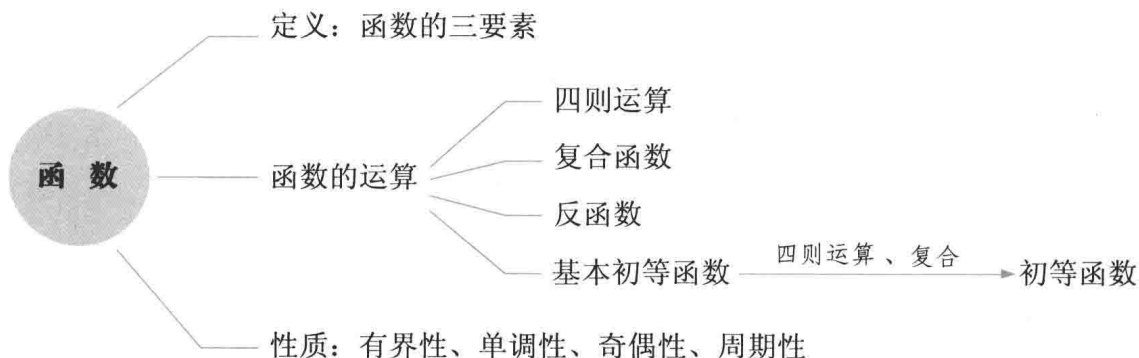 定义：函数的三要素
四则运算
复合函数
函 数
函数的运算
反函数
基本初等函数
四则运算、复合
初等函数
性质：有界性、单调性、奇偶性、周期性